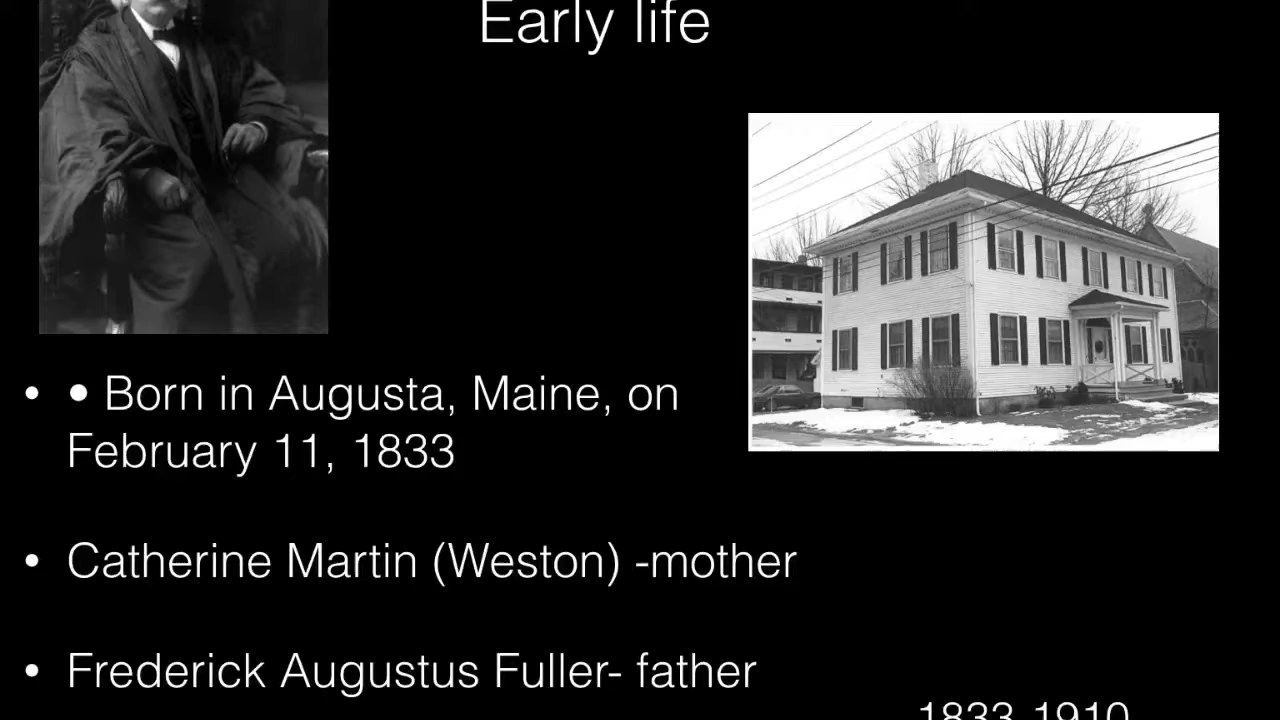 Early life
• • Born in Augusta, Maine, on
February 11, 1833
• Catherine Martin (Weston) -mother
• Frederick Augustus Fuller- father
1833-1910